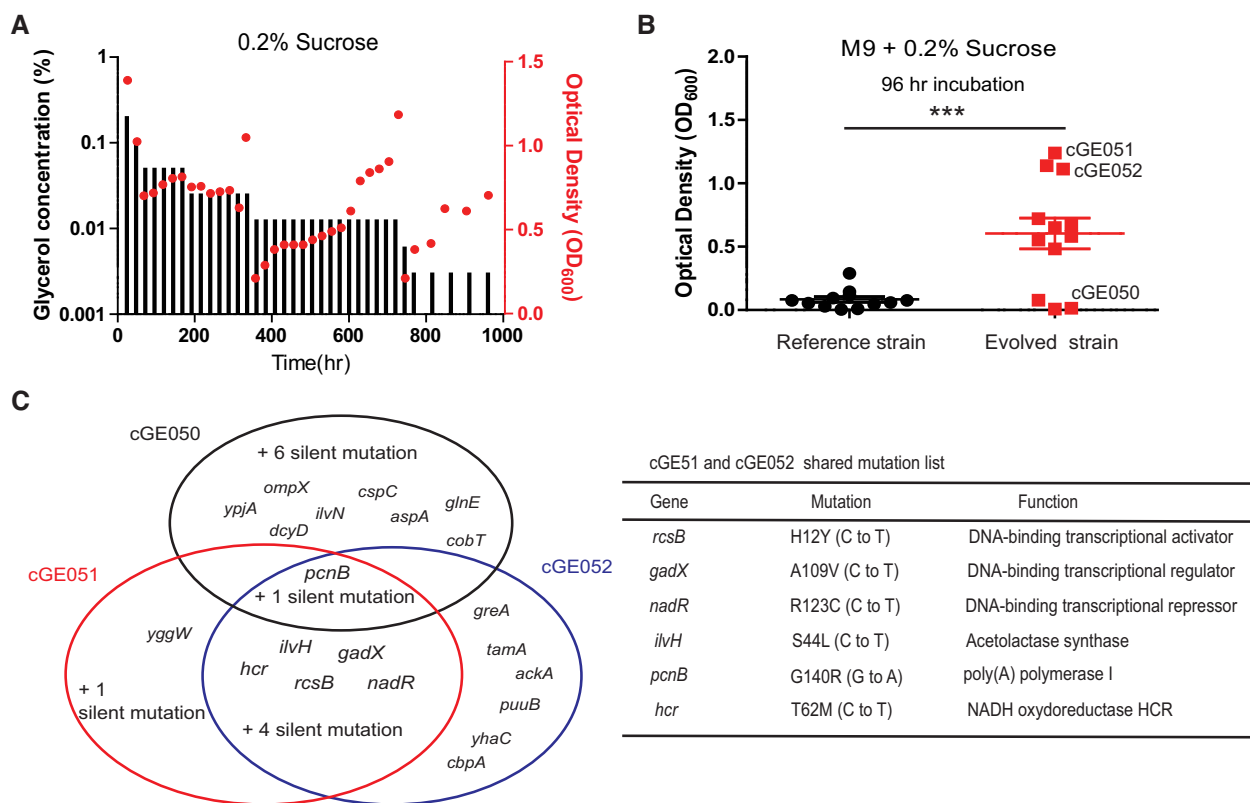 A
0.2% Sucrose
Glycerol concentration (%)
1
0.1
0.01
0.001
0
200
400
600
800
1000
Time(hr)
1.5
1.0
0.5
0.0
Optical Density (OD600)
B
M9 + 0.2% Sucrose
96 hr incubation
***
Optical Density (OD600)
2.0
1.5
1.0
0.5
0.0
cGE051
cGE052
cGE050
Reference strain
Evolved strain
C
cGE050
+ 6 silent mutation
ompX
cspC
ypjA
ilvN
glnE
dcyD
aspA
cobT
cGE051
cGE052
pcnB
+ 1 silent mutation
greA
yggW
ilvH
gadX
tamA
hcr
ackA
rcsB
nadR
+ 1
silent mutation
puuB
+ 4 silent mutation
yhaC
cbpA
cGE51 and cGE052 shared mutation list
Gene Mutation Function
rcsB H12Y (C to T) DNA-binding transcriptional activator
gadX A109V (C to T) DNA-binding transcriptional regulator
nadR R123C (C to T) DNA-binding transcriptional repressor
ilvH S44L (C to T) Acetolactase synthase
pcnB G140R (G to A) poly(A) polymerase I
hcr T62M (C to T) NADH oxydoreductase HCR